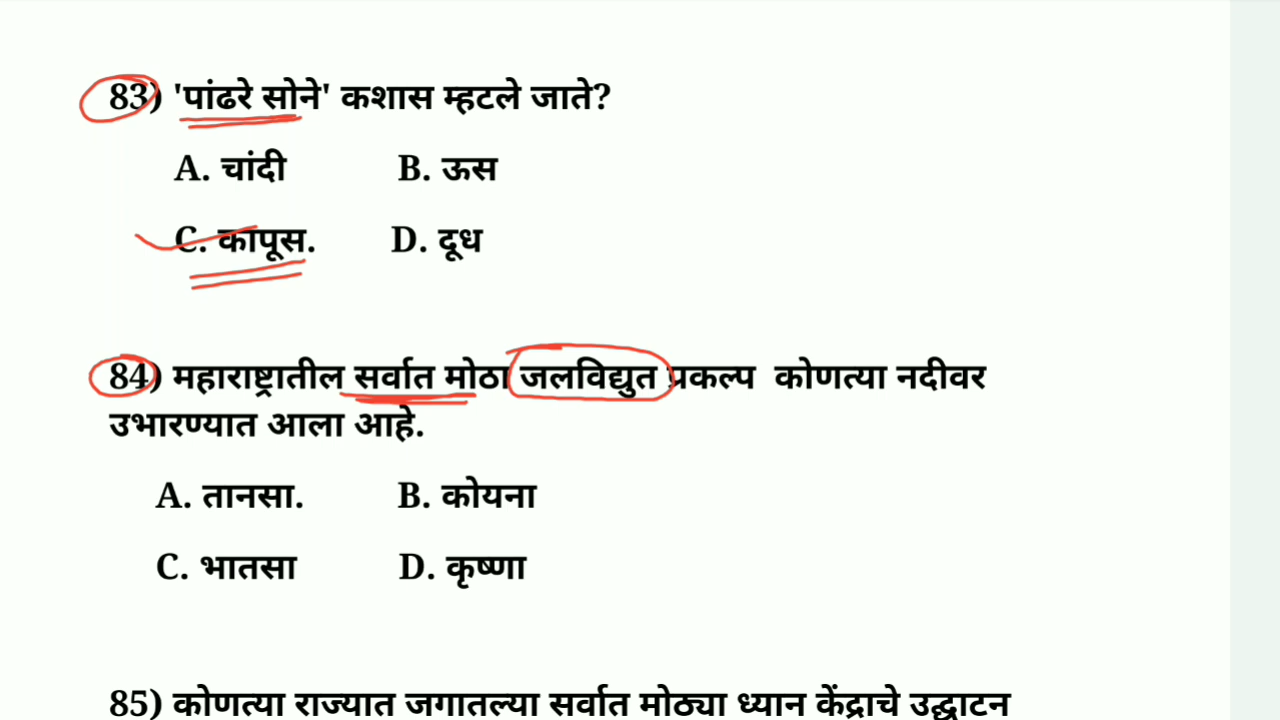 83) 'पांढरे सोने' कशास म्हटले जाते?
A. चांदी B. ऊस
C. कापूस. D. दूध
84) महाराष्ट्रातील सर्वात मोठा जलविद्युत प्रकल्प कोणत्या नदीवर
उभारण्यात आला आहे.
A. तानसा. B. कोयना
C. भातसा D. कृष्णा
85) कोणत्या राज्यात जगातल्या सर्वात मोठ्या ध्यान केंद्राचे उद्घाटन